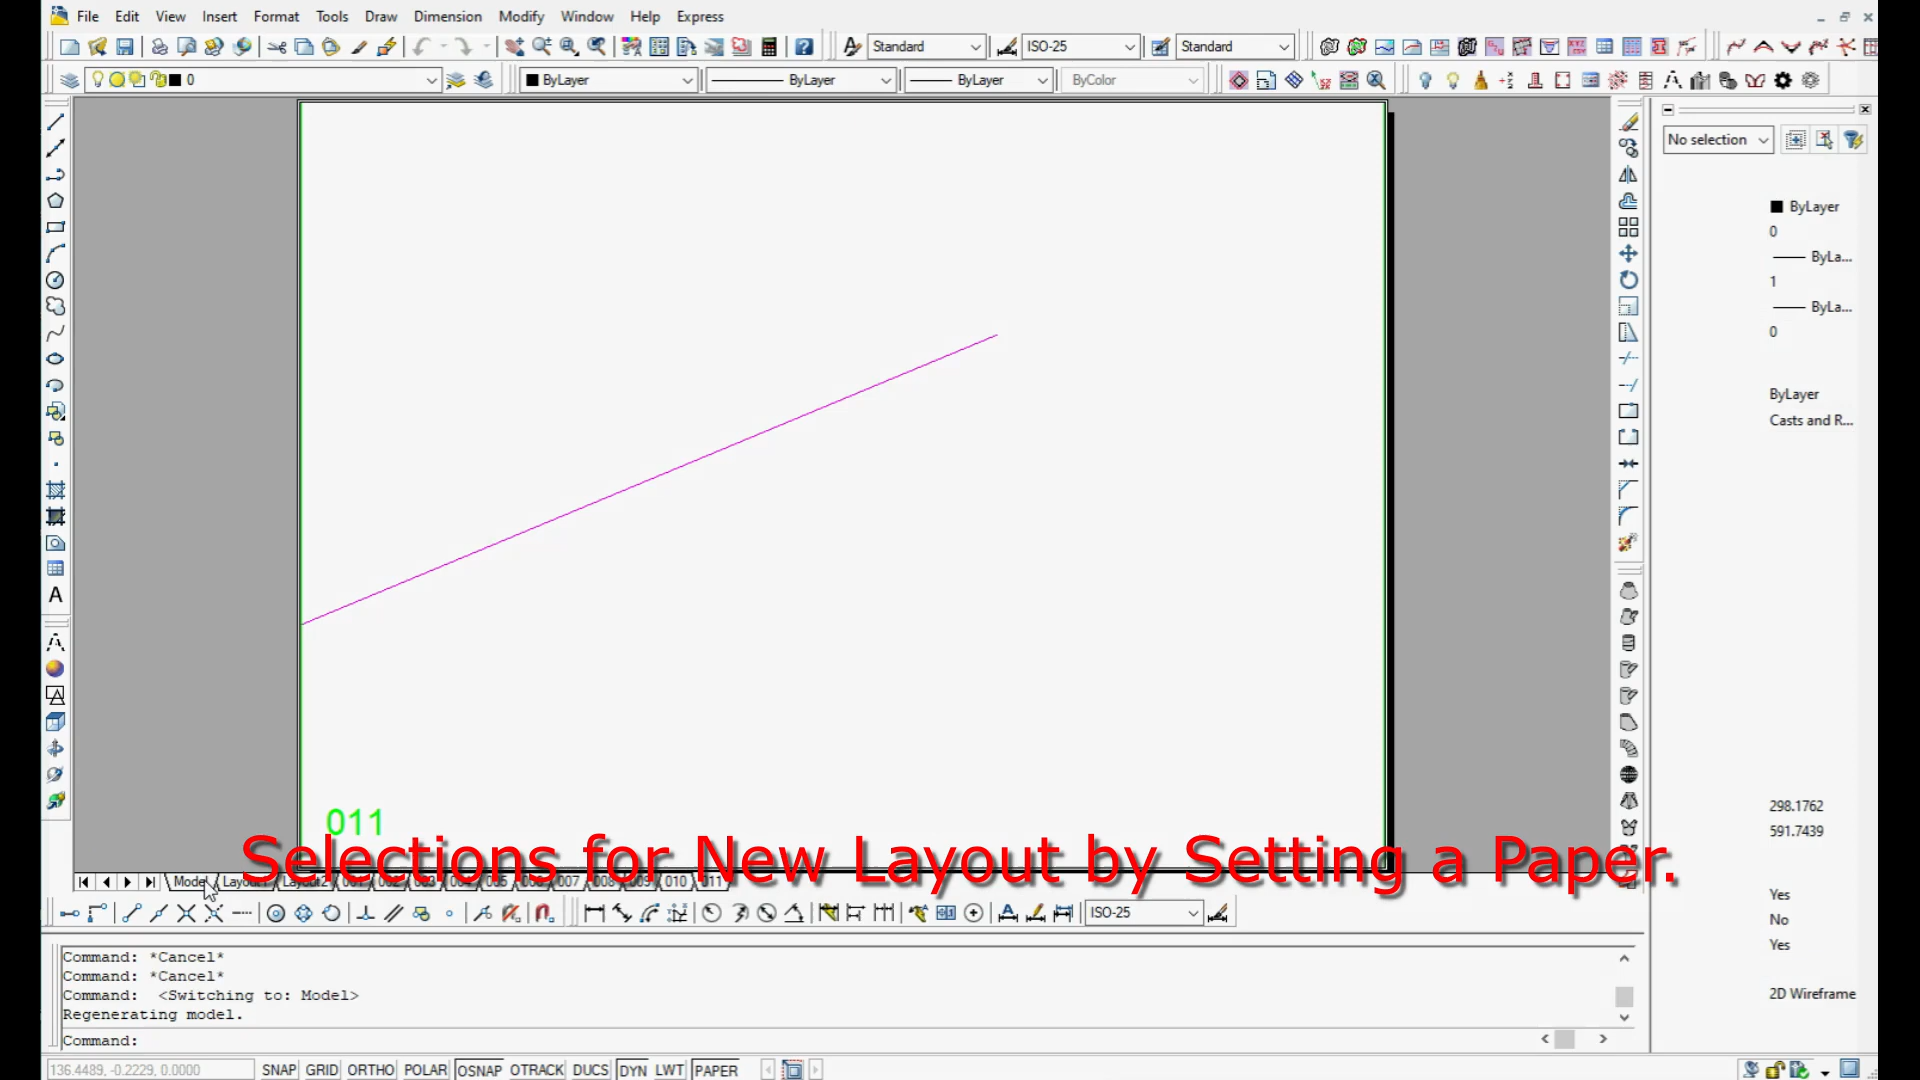 File Edit View Insert Format Tools Draw Dimension Modify Window Help Express
Standard ISO-25 Standard
0 ByLayer ByLayer ByLayer ByColor
No selection
ByLayer
0
ByLa...
1
ByLa...
0
ByLayer
Casts and R...
A
011
298.1762
591.7439
Selections for New Layout by Setting a Paper.
Model 007 010 011
Yes
ISO-25
No
Yes
Command: *Cancel*
Command: *Cancel*
Command: <Switching to: Model>
2D Wireframe
Regenerating model.
Command:
136.4489, -0.2229, 0.0000 SNAP GRID ORTHO POLAR OSNAP OTRACK DUCS DYN LWT PAPER